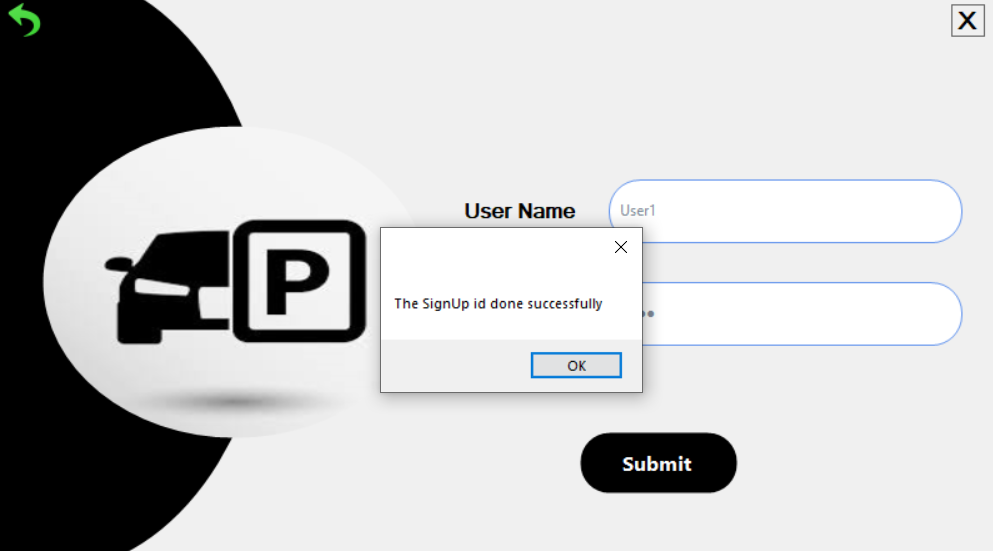 X
User Name
User1
The SignUp id done successfully
●●
OK
P
Submit